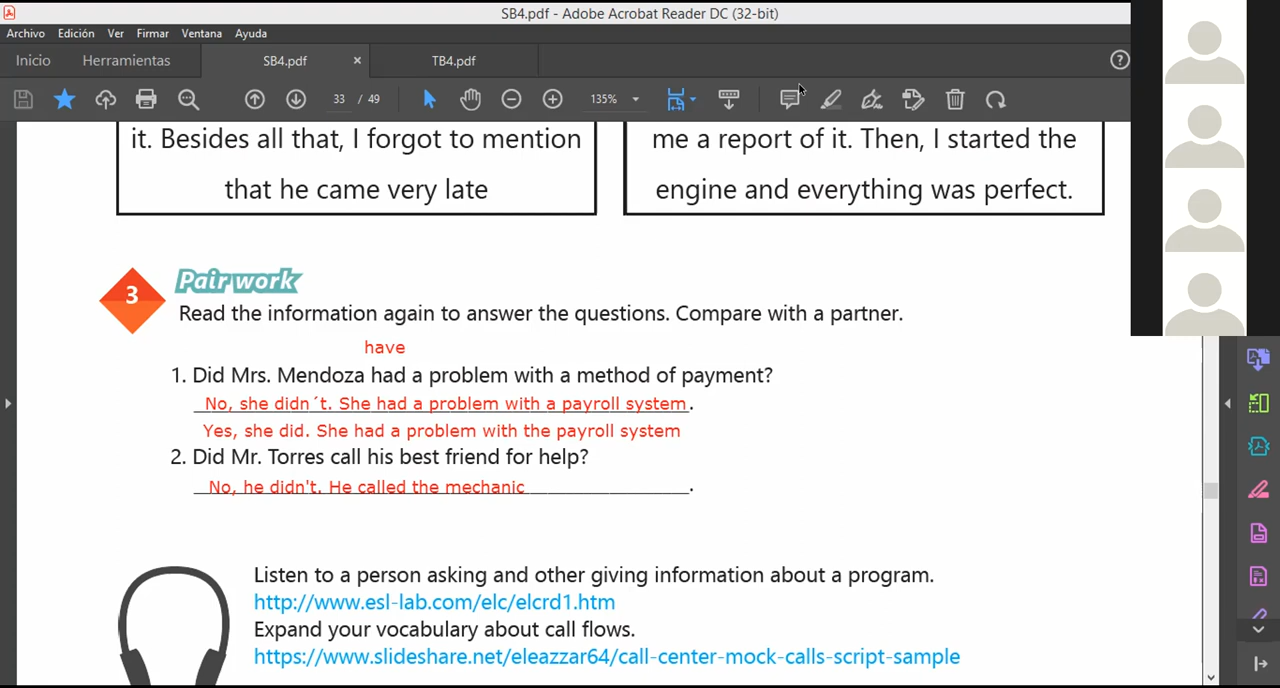 SB4.pdf - Adobe Acrobat Reader DC (32-bit)
Archivo Edición Ver Firmar Ventana Ayuda
Inicio Herramientas SB4.pdf × TB4.pdf
33 / 49 135%
it. Besides all that, I forgot to mention
that he came very late
me a report of it. Then, I started the
engine and everything was perfect.
3 Pair work
Read the information again to answer the questions. Compare with a partner.
have
1. Did Mrs. Mendoza had a problem with a method of payment?
No, she didn´t. She had a problem with a payroll system.
Yes, she did. She had a problem with the payroll system
2. Did Mr. Torres call his best friend for help?
No, he didn't. He called the mechanic.
Listen to a person asking and other giving information about a program.
http://www.esl-lab.com/elc/elcrd1.htm
Expand your vocabulary about call flows.
https://www.slideshare.net/eleazzar64/call-center-mock-calls-script-sample